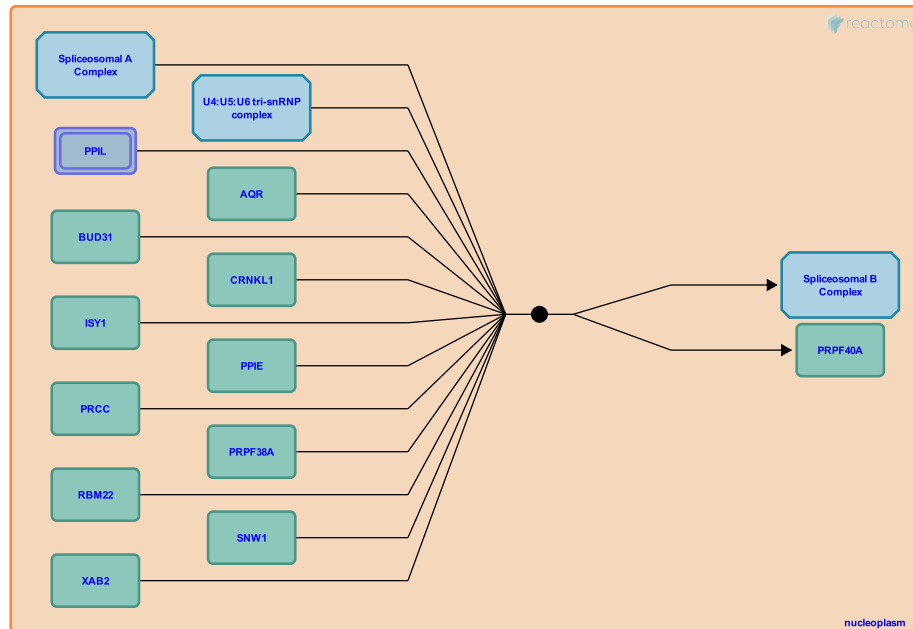 reactome
Spliceosomal A
Complex
U4:U5:U6 tri-snRNP
complex
PPIL
AQR
BUD31
CRNKL1
ISY1
PPIE
PRCC
PRPF38A
RBM22
SNW1
XAB2
Spliceosomal B
Complex
PRPF40A
nucleoplasm